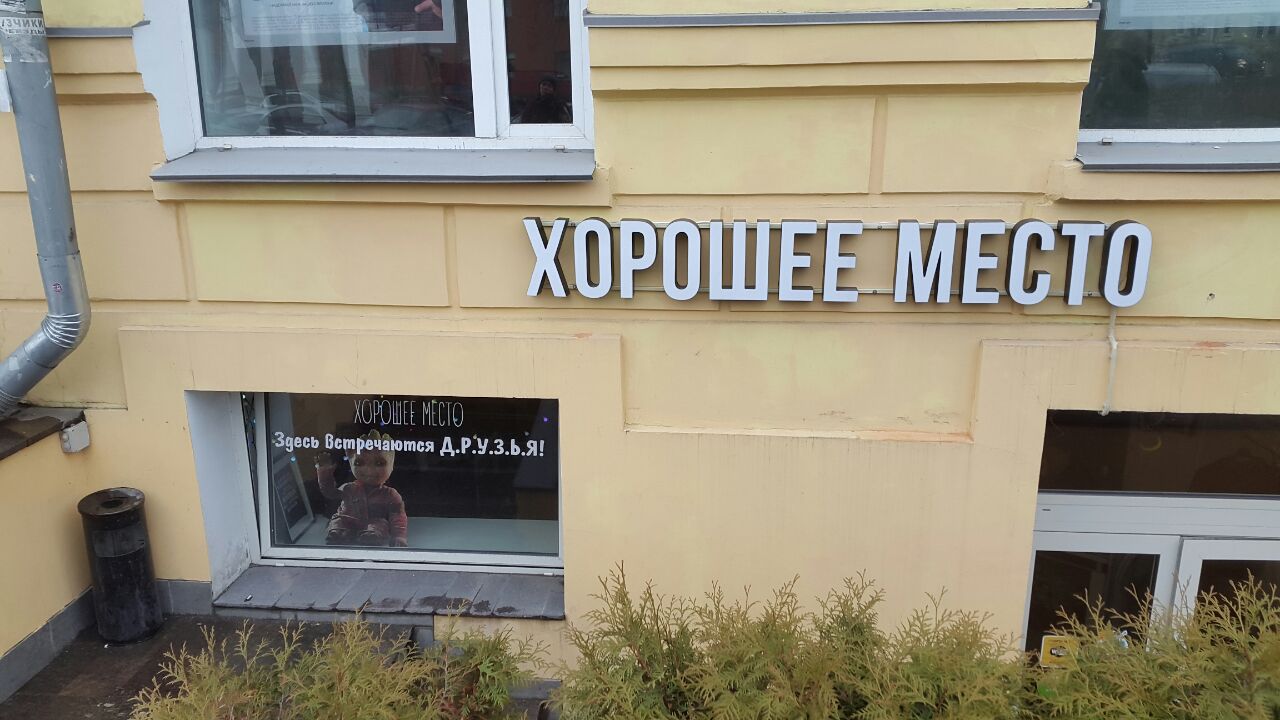 ХОРОШЕЕ МЕСТО
ХОРОШЕЕ МЕСТО
Здесь Встречаются Д.Р.У.З.Ь.Я!